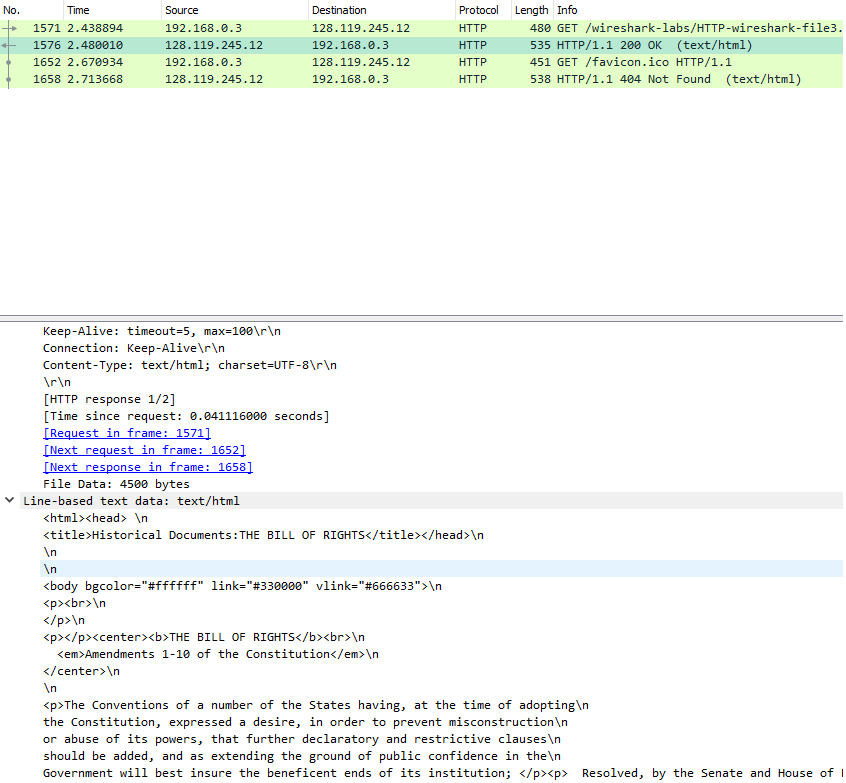 No. Time Source Destination Protocol Length Info
1571 2.438894 192.168.0.3 128.119.245.12 HTTP 480 GET /wireshark-labs/HTTP-wireshark-file3.
1576 2.480010 128.119.245.12 192.168.0.3 HTTP 535 HTTP/1.1 200 OK  (text/html)
1652 2.670934 192.168.0.3 128.119.245.12 HTTP 451 GET /favicon.ico HTTP/1.1
1658 2.713668 128.119.245.12 192.168.0.3 HTTP 538 HTTP/1.1 404 Not Found  (text/html)
Keep-Alive: timeout=5, max=100\r\n
Connection: Keep-Alive\r\n
Content-Type: text/html; charset=UTF-8\r\n
\r\n
[HTTP response 1/2]
[Time since request: 0.041116000 seconds]
[Request in frame: 1571]
[Next request in frame: 1652]
[Next response in frame: 1658]
File Data: 4500 bytes
Line-based text data: text/html
<html><head> \n
<title>Historical Documents:THE BILL OF RIGHTS</title></head>\n
\n
\n
<body bgcolor="#ffffff" link="#330000" vlink="#666633">\n
<p><br>\n
</p>\n
<p></p><center><b>THE BILL OF RIGHTS</b><br>\n
<em>Amendments 1-10 of the Constitution</em>\n
</center>\n
\n
<p>The Conventions of a number of the States having, at the time of adopting\n
the Constitution, expressed a desire, in order to prevent misconstruction\n
or abuse of its powers, that further declaratory and restrictive clauses\n
should be added, and as extending the ground of public confidence in the\n
Government will best insure the beneficent ends of its institution; </p><p>  Resolved, by the Senate and House of